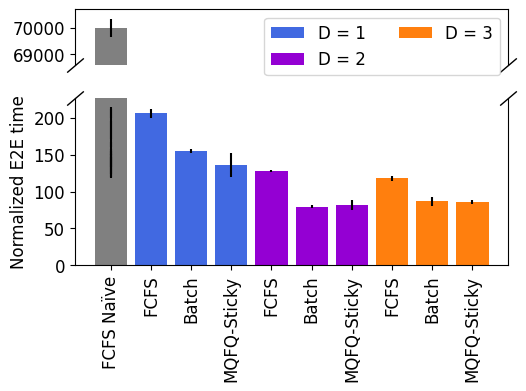 70000
69000
D = 1
D = 2
D = 3
Normalized E2E time
200
150
100
50
0
FCFS Naïve
FCFS
Batch
MQFQ-Sticky
FCFS
Batch
MQFQ-Sticky
FCFS
Batch
MQFQ-Sticky